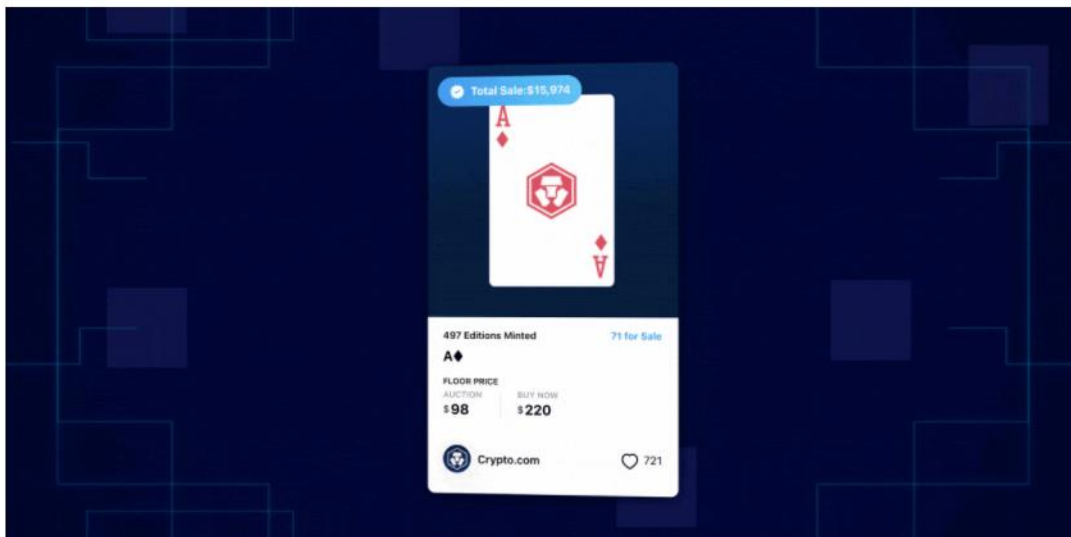 Total Sale:$15,974
A♦
A♦
497 Editions Minted
71 for Sale
A♦
FLOOR PRICE
AUCTION
BUY NOW
$98
$220
Crypto.com
721